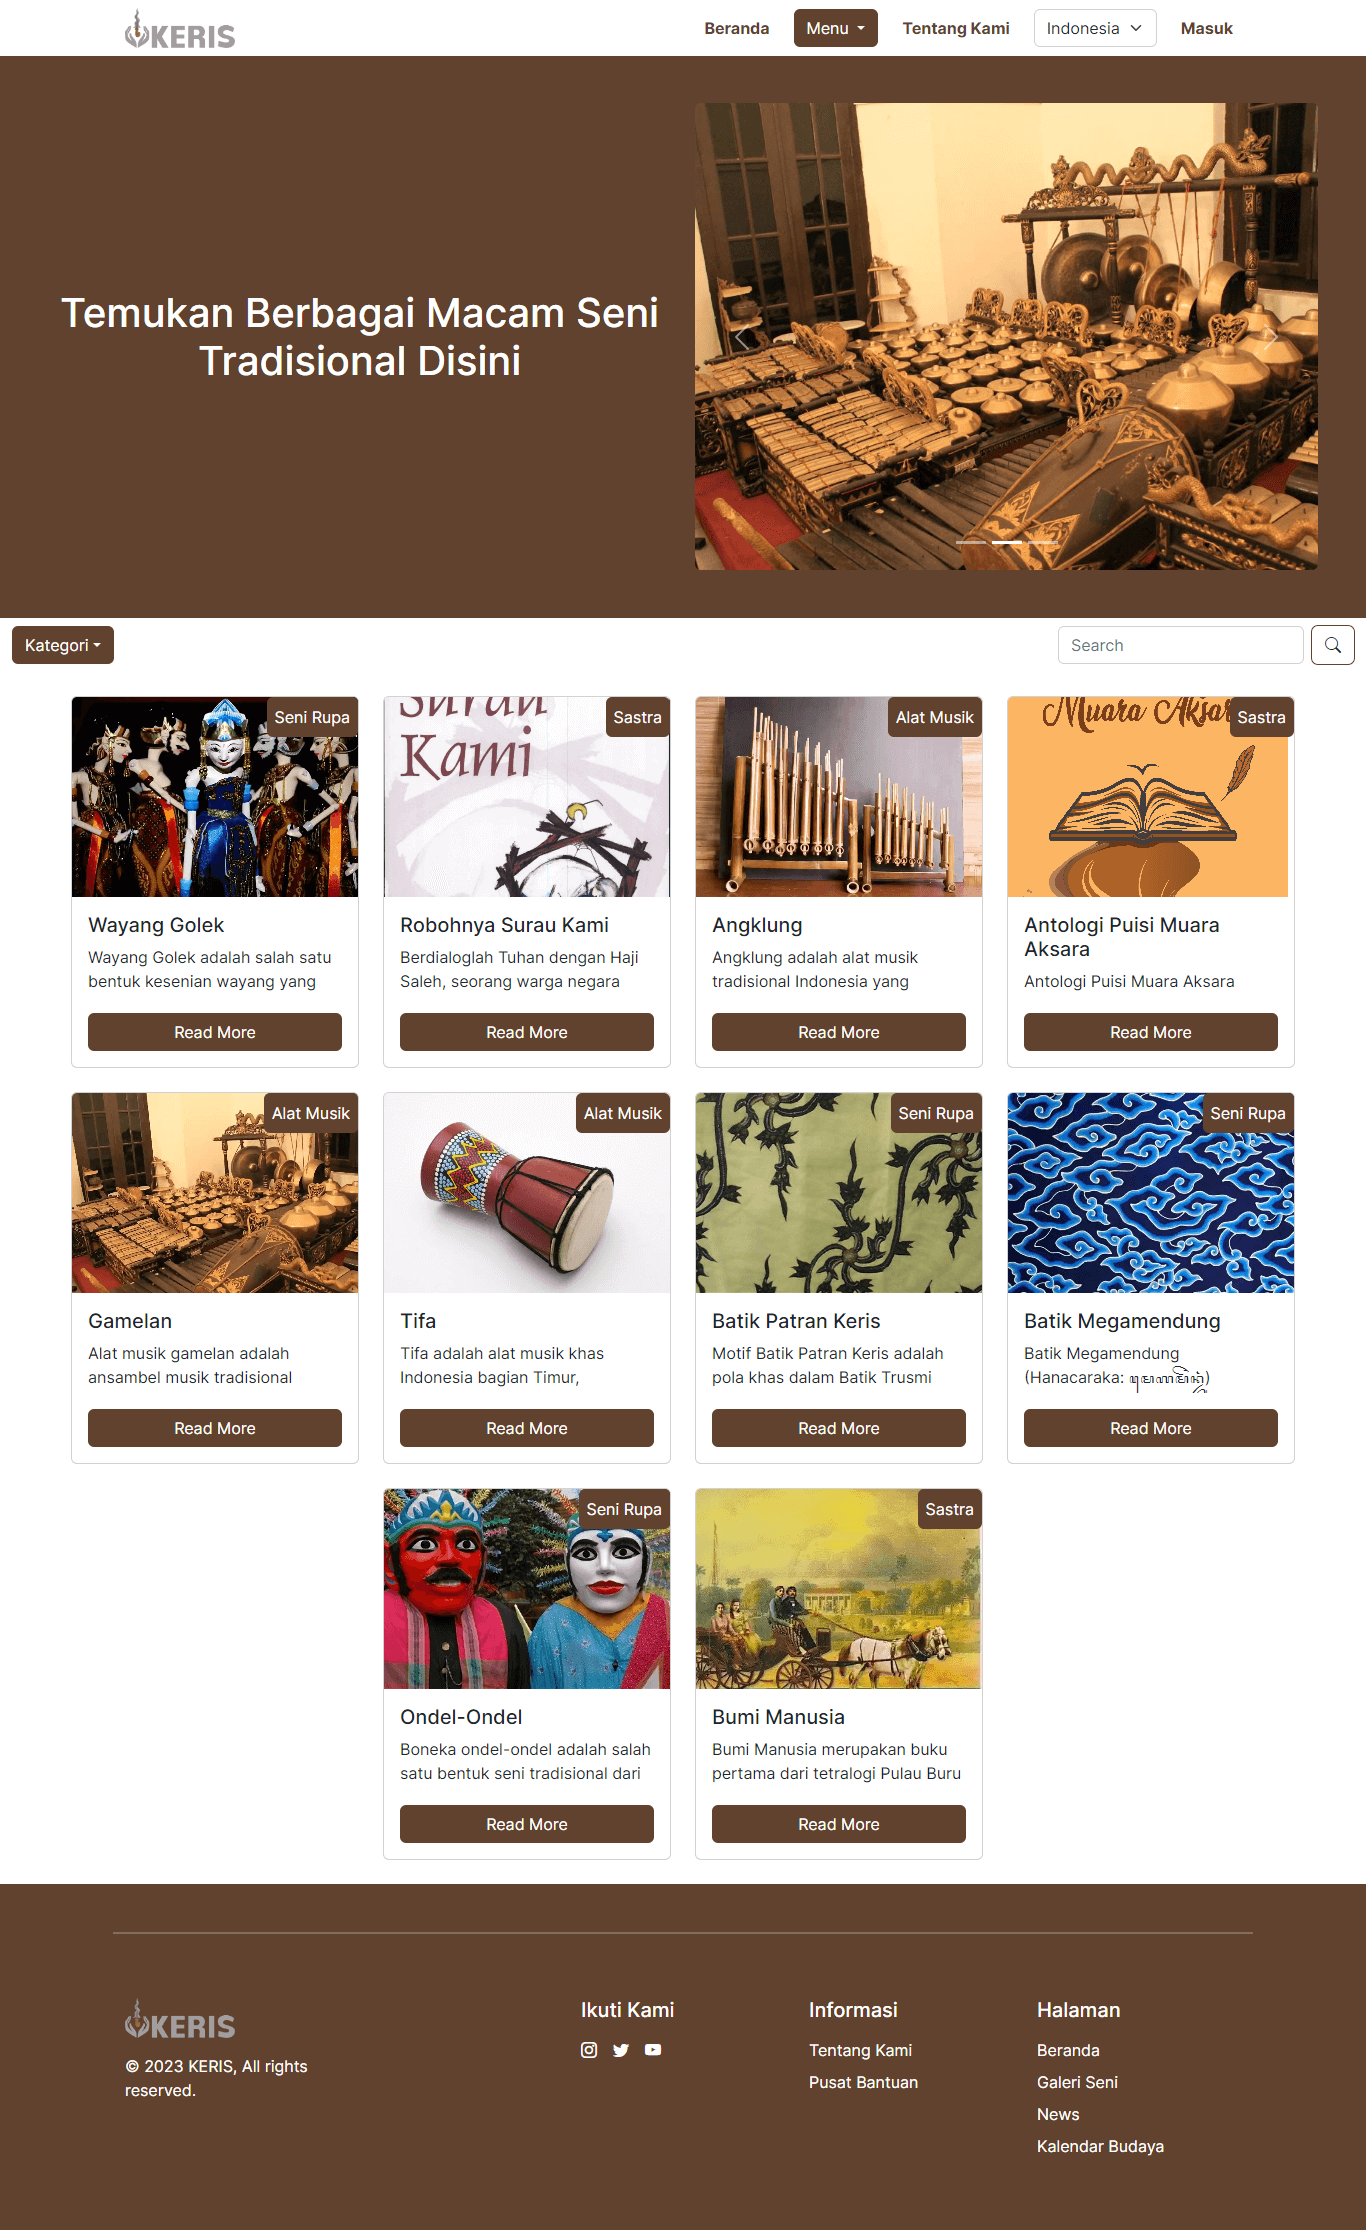 KERIS
Beranda
Menu
Tentang Kami
Indonesia
Masuk
Temukan Berbagai Macam Seni
Tradisional Disini
Kategori
Search
Seni Rupa
Wayang Golek
Wayang Golek adalah salah satu
bentuk kesenian wayang yang
Read More
Surau
Kami
Sastra
Robohnya Surau Kami
Berdialoglah Tuhan dengan Haji
Saleh, seorang warga negara
Read More
Alat Musik
Angklung
Angklung adalah alat musik
tradisional Indonesia yang
Read More
Muara Aksar
Sastra
Antologi Puisi Muara
Aksara
Antologi Puisi Muara Aksara
Read More
Alat Musik
Gamelan
Alat musik gamelan adalah
ansambel musik tradisional
Read More
Alat Musik
Tifa
Tifa adalah alat musik khas
Indonesia bagian Timur,
Read More
Seni Rupa
Batik Patran Keris
Motif Batik Patran Keris adalah
pola khas dalam Batik Trusmi
Read More
Seni Rupa
Batik Megamendung
Batik Megamendung
(Hanacaraka: )
Read More
Seni Rupa
Ondel-Ondel
Boneka ondel-ondel adalah salah
satu bentuk seni tradisional dari
Read More
Sastra
Bumi Manusia
Bumi Manusia merupakan buku
pertama dari tetralogi Pulau Buru
Read More
KERIS
© 2023 KERIS, All rights
reserved.
Ikuti Kami
Informasi
Tentang Kami
Pusat Bantuan
Halaman
Beranda
Galeri Seni
News
Kalendar Budaya